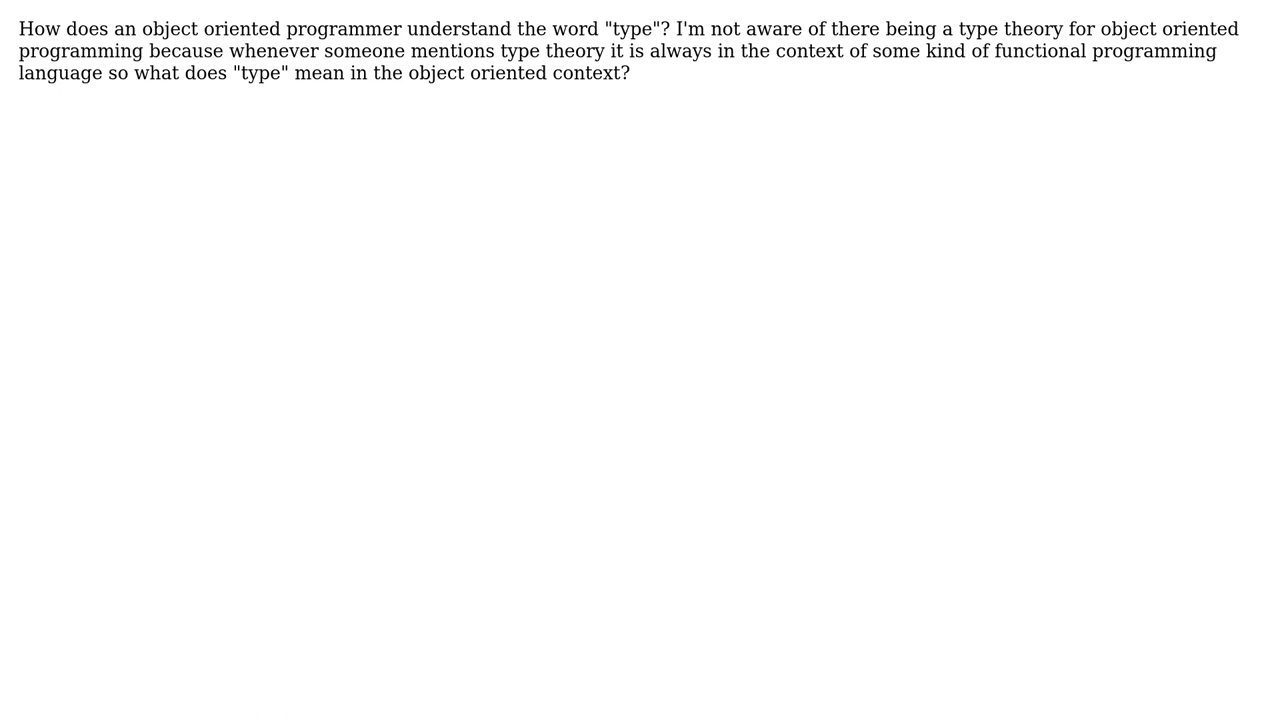 How does an object oriented programmer understand the word "type"? I'm not aware of there being a type theory for object oriented
programming because whenever someone mentions type theory it is always in the context of some kind of functional programming
language so what does "type" mean in the object oriented context?